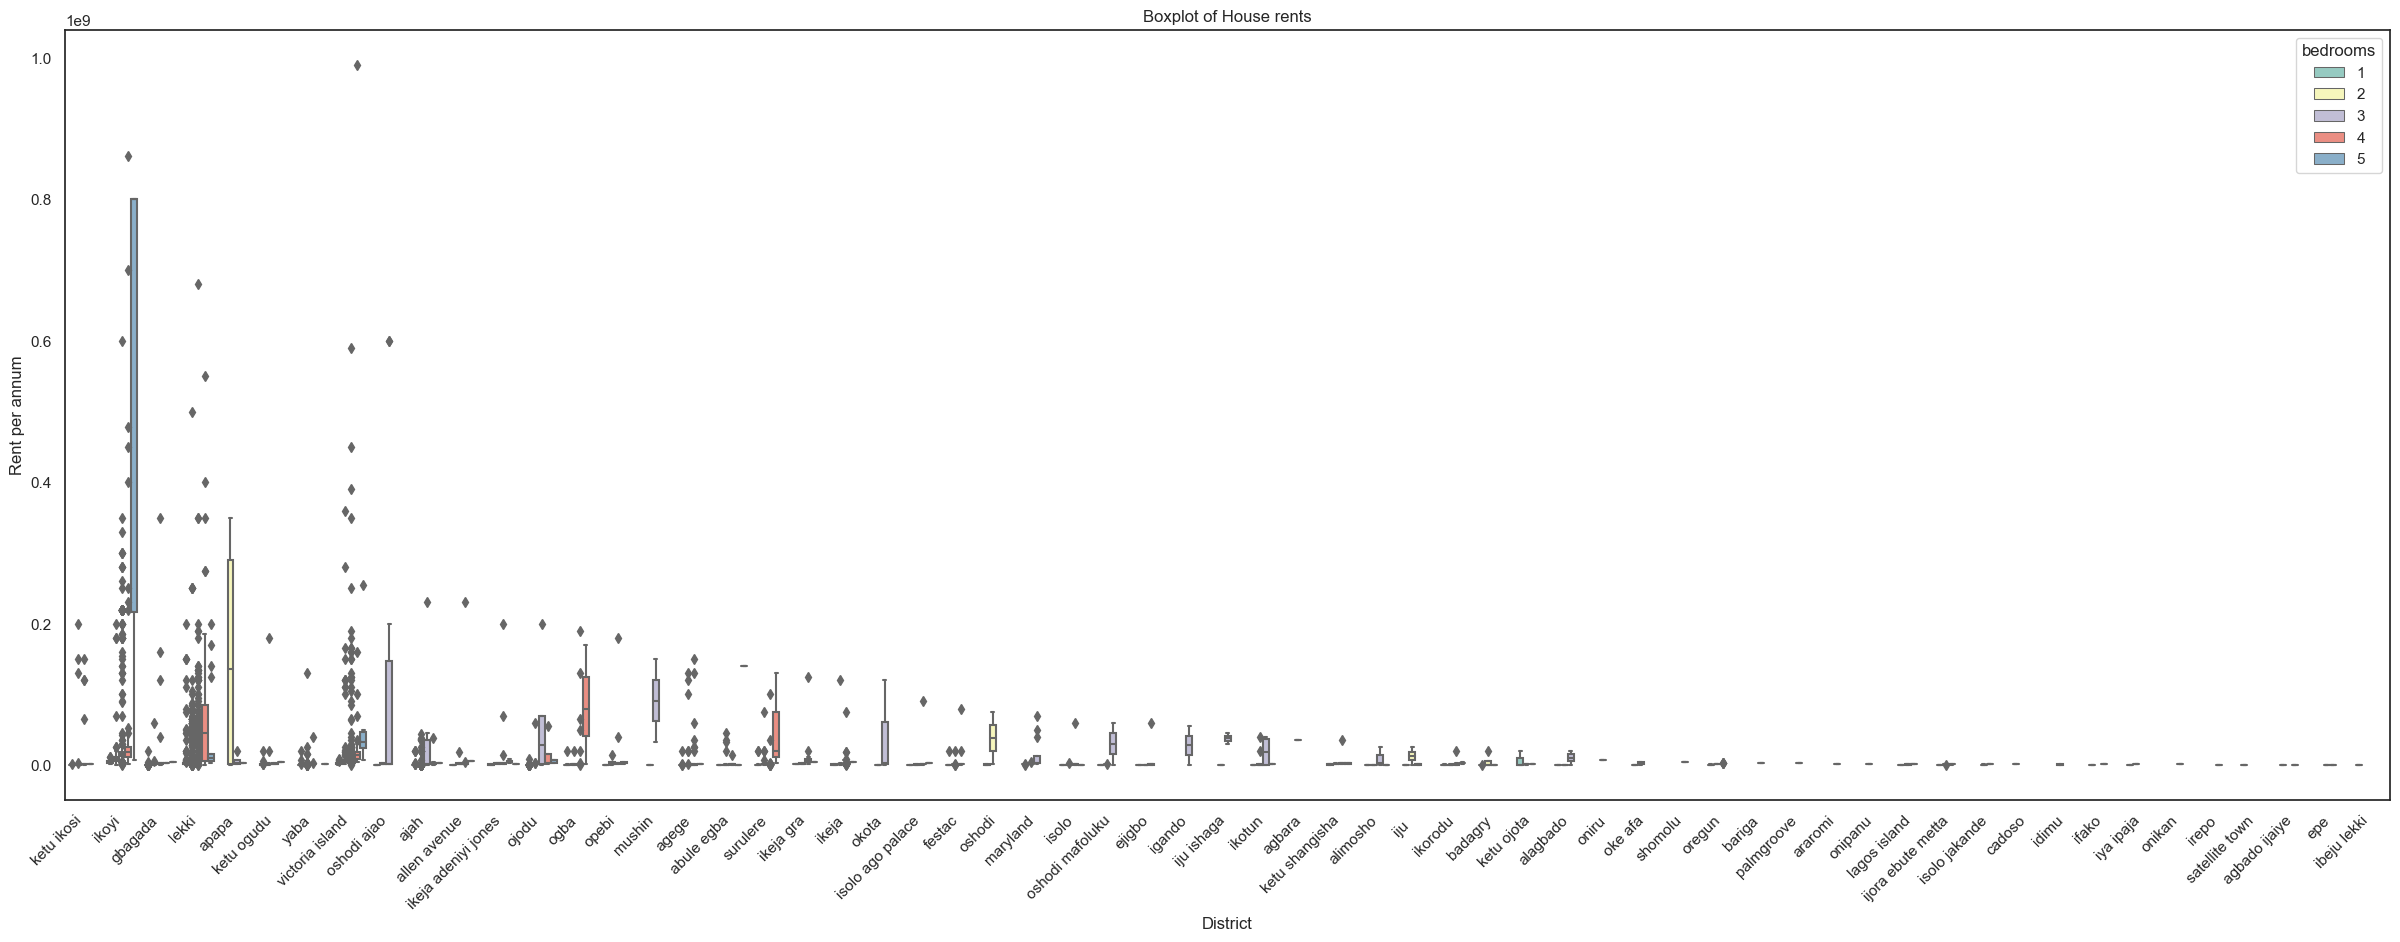 Boxplot of House rents
1e9
1.0
0.8
0.6
0.4
0.2
0.0
Rent per annum
bedrooms
1
2
3
4
5
ketu ikosi
ikoyi
gbagada
lekki
apapa
ketu ogudu
yaba
victoria island
oshodi ajao
ajah
allen avenue
ikeja adeniyi jones
ojodu
ogba
opebi
mushin
agege
abule egba
surulere
ikeja gra
ikeja
okota
isolo ago palace
festac
oshodi
maryland
isolo
oshodi mafoluku
ejigbo
igando
iju ishaga
ikotun
agbara
ketu shangisha
alimosho
iju
ikorodu
badagry
ketu ojota
alagbado
oniru
oke afa
shomolu
oregun
bariga
palmgroove
araromi
onipanu
lagos island
ijora ebute metta
isolo jakande
cadoso
idimu
ifako
iya ipaja
onikan
irepo
satellite town
agbado ijaiye
epe
ibeju lekki
District